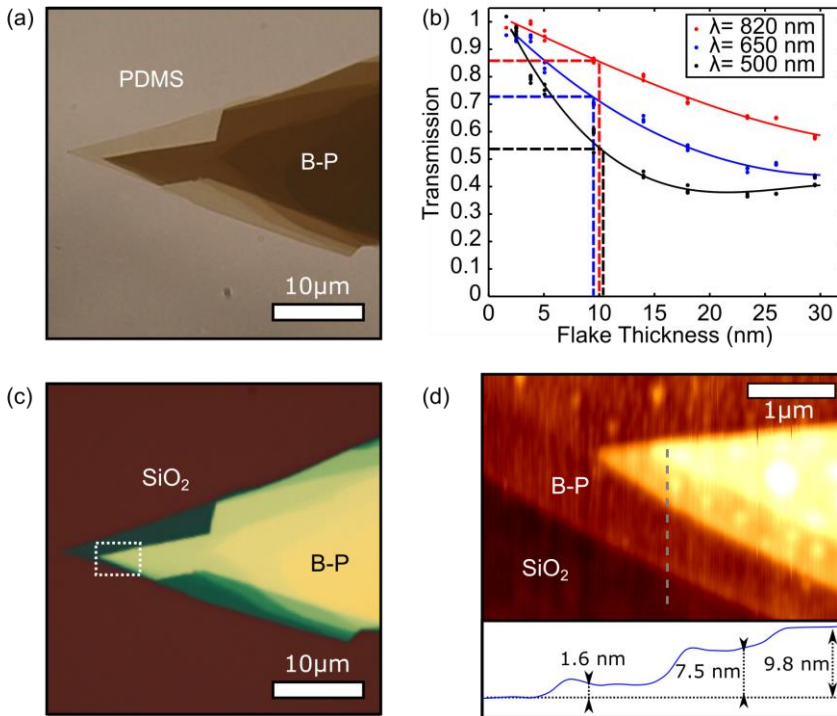 (a)
PDMS
B-P
10µm
(b)
Transmission
1
0.9
0.8
0.7
0.6
0.5
0.4
0.3
0.2
0.1
0
0 5 10 15 20 25 30
Flake Thickness (nm)
λ= 820 nm
λ= 650 nm
λ= 500 nm
(c)
SiO₂
B-P
10µm
(d)
1µm
B-P
SiO₂
1.6 nm
7.5 nm
9.8 nm